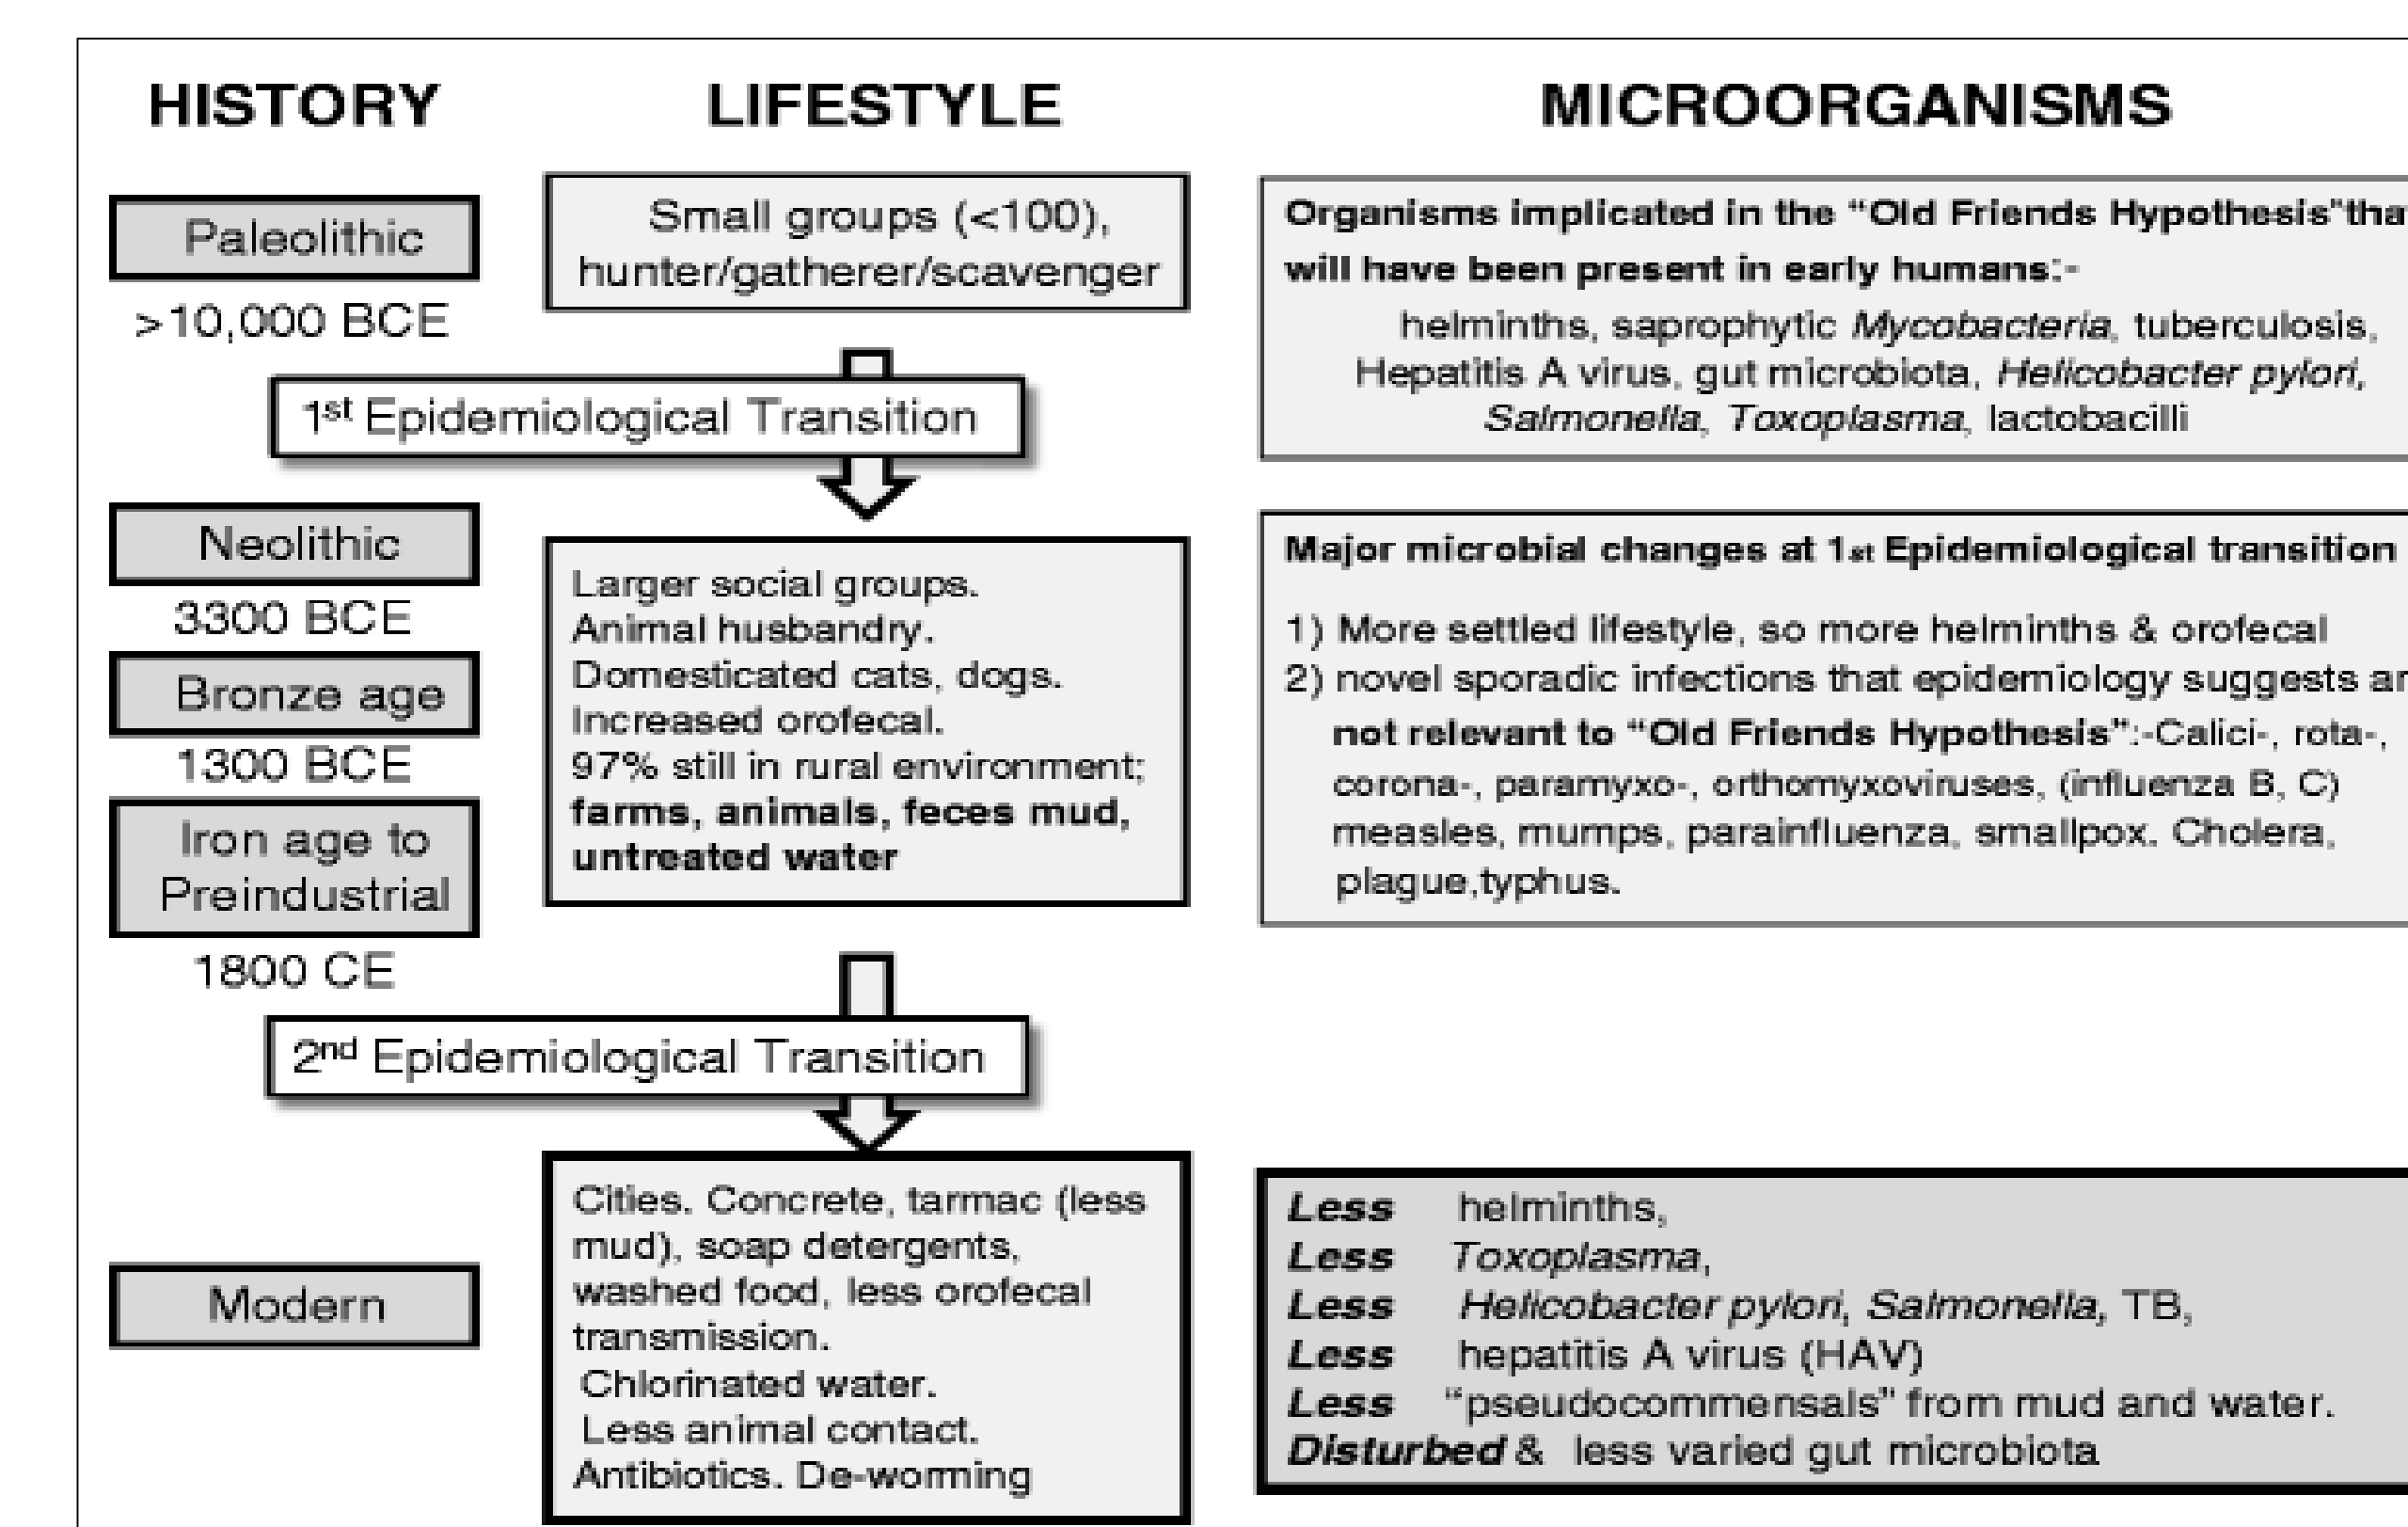 HISTORY
LIFESTYLE
MICROORGANISMS
Paleolithic
>10,000 BCE
Small groups (<100),
hunter/gatherer/scavenger
Organisms implicated in the “Old Friends Hypothesis”tha
will have been present in early humans:-
helminths, saprophytic Mycobacteria, tuberculosis,
Hepatitis A virus, gut microbiota, Helicobacter pylori,
Salmonella, Toxoplasma, lactobacilli
1st Epidemiological Transition
Neolithic
3300 BCE
Bronze age
1300 BCE
Iron age to
Preindustrial
1800 CE
Larger social groups.
Animal husbandry.
Domesticated cats, dogs.
Increased orofecal.
97% still in rural environment;
farms, animals, feces mud,
untreated water
Major microbial changes at 1st Epidemiological transition
1) More settled lifestyle, so more helminths & orofecal
2) novel sporadic infections that epidemiology suggests ar
not relevant to “Old Friends Hypothesis”:-Calici-, rota-,
corona-, paramyxo-, orthomyxoviruses, (influenza B, C)
measles, mumps, parainfluenza, smallpox. Cholera,
plague,typhus.
2nd Epidemiological Transition
Modern
Cities. Concrete, tarmac (less
mud), soap detergents,
washed food, less orofecal
transmission.
Chlorinated water.
Less animal contact.
Antibiotics. De-worming
Less helminths,
Less Toxoplasma,
Less Helicobacter pylori, Salmonella, TB,
Less hepatitis A virus (HAV)
Less “pseudocommensals” from mud and water.
Disturbed & less varied gut microbiota